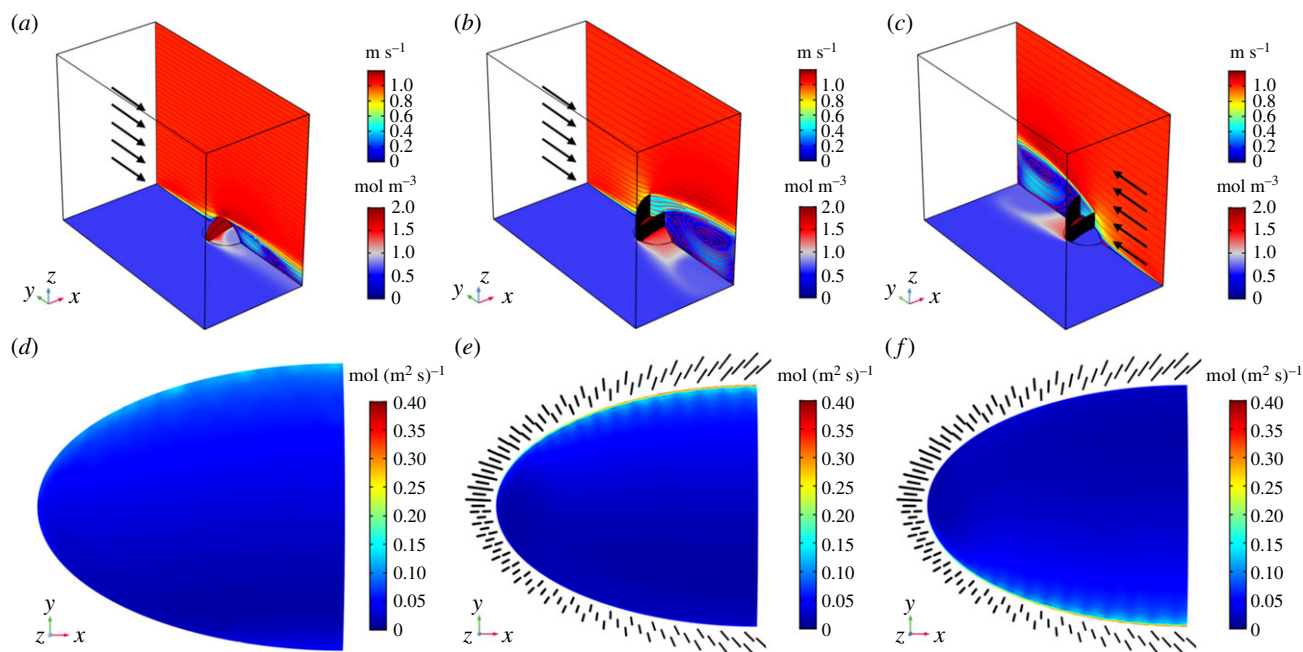 (a)
m s⁻¹
1.0
0.8
0.6
0.4
0.2
0
mol m⁻³
2.0
1.5
1.0
0.5
0
z
y
x
(b)
m s⁻¹
1.0
0.8
0.6
0.4
0.2
0
mol m⁻³
2.0
1.5
1.0
0.5
0
z
y
x
(c)
m s⁻¹
1.0
0.8
0.6
0.4
0.2
0
mol m⁻³
2.0
1.5
1.0
0.5
0
z
y
x
(d)
mol (m² s)⁻¹
0.40
0.35
0.30
0.25
0.20
0.15
0.10
0.05
0
y
z x
(e)
mol (m² s)⁻¹
0.40
0.35
0.30
0.25
0.20
0.15
0.10
0.05
0
y
z x
(f)
mol (m² s)⁻¹
0.40
0.35
0.30
0.25
0.20
0.15
0.10
0.05
0
y
z x